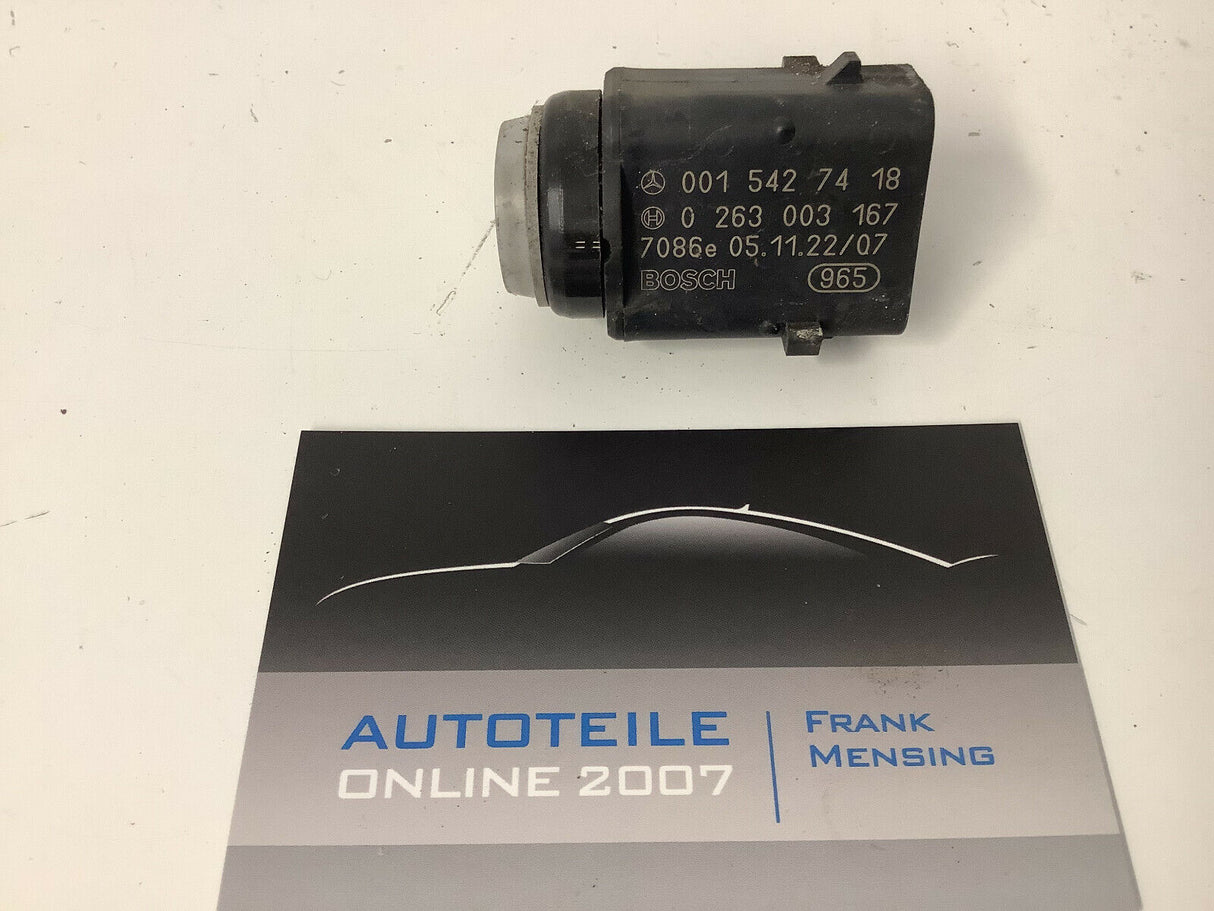 001 542 74 18
0 263 003 167
7086e 05.11.22/07
BOSCH 965
AUTOTEILE
ONLINE 2007
FRANK
MENSING